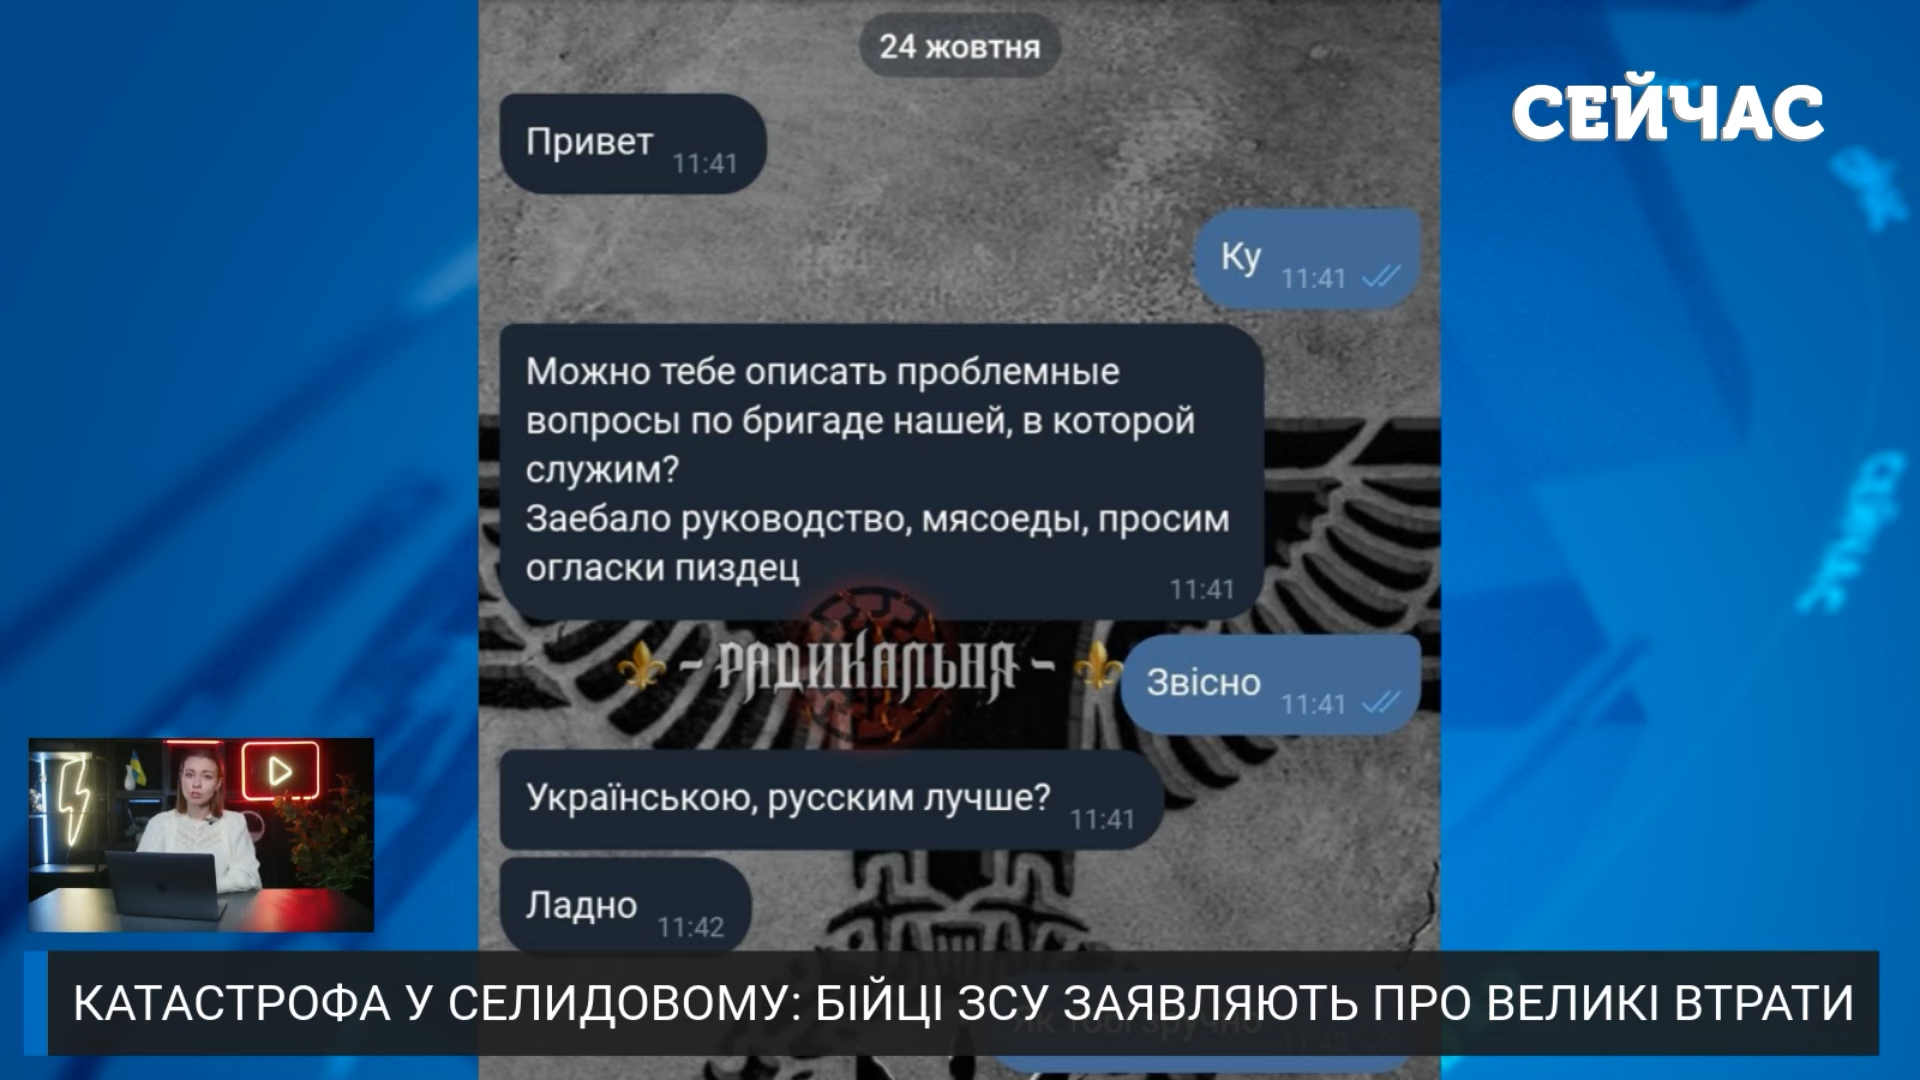 24 жовтня
СЕЙЧАС
Привет
11:41
Ку
11:41
Можно тебе описать проблемные
вопросы по бригаде нашей, в которой
служим?
Заебало руководство, мясоеды, просим
огласки пиздец
11:41
- РАДИКАЛЬНА -
Звісно
11:41
Українською, русским лучше?
11:41
Ладно
11:42
КАТАСТРОФА У СЕЛИДОВОМУ: БІЙЦІ ЗСУ ЗАЯВЛЯЮТЬ ПРО ВЕЛИКІ ВТРАТИ